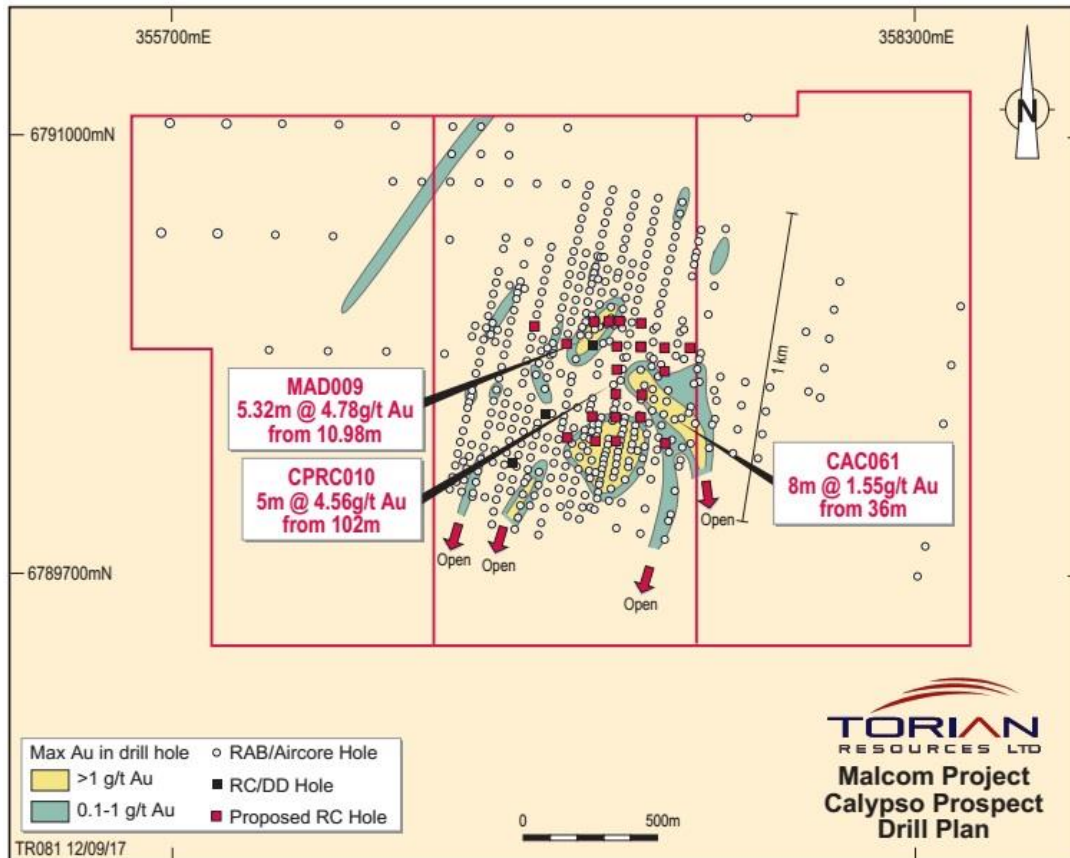 355700mE
358300mE
N
6791000mN
1 km
MAD009
5.32m @ 4.78g/t Au
from 10.98m
CPRC010
5m @ 4.56g/t Au
from 102m
CAC061
8m @ 1.55g/t Au
from 36m
Open
Open
Open
Open
6789700mN
Max Au in drill hole
>1 g/t Au
0.1-1 g/t Au
RAB/Aircore Hole
RC/DD Hole
Proposed RC Hole
0
500m
TORIAN
RESOURCES LTD
Malcom Project
Calypso Prospect
Drill Plan
TR081 12/09/17